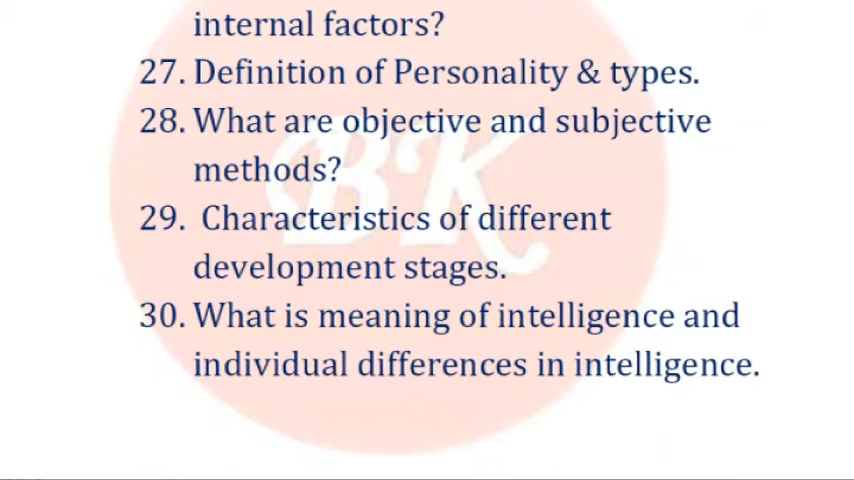 internal factors?
27. Definition of Personality & types.
28. What are objective and subjective
methods?
29. Characteristics of different
development stages.
30. What is meaning of intelligence and
individual differences in intelligence.
BK